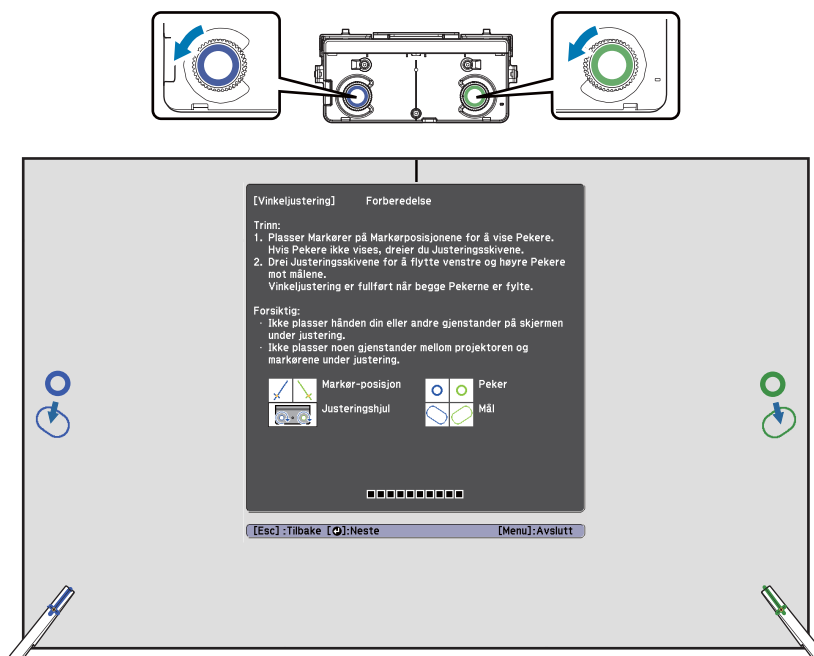 [Vinkeljustering] Forberedelse
Trinn:
1. Plasser Markører på Markørposisjonene for å vise Pekere.
Hvis Pekere ikke vises, dreier du Justeringsskivene.
2. Drei Justeringsskivene for å flytte venstre og høyre Pekere
mot målene.
Vinkeljustering er fullført når begge Pekerne er fylte.
Forsiktig:
· Ikke plasser hånden din eller andre gjenstander på skjermen
under justering.
· Ikke plasser noen gjenstander mellom projektoren og
markørene under justering.
Markør-posisjon Peker
Justeringshjul Mål
[Esc] :Tilbake [⏎]:Neste [Menu]:Avslutt